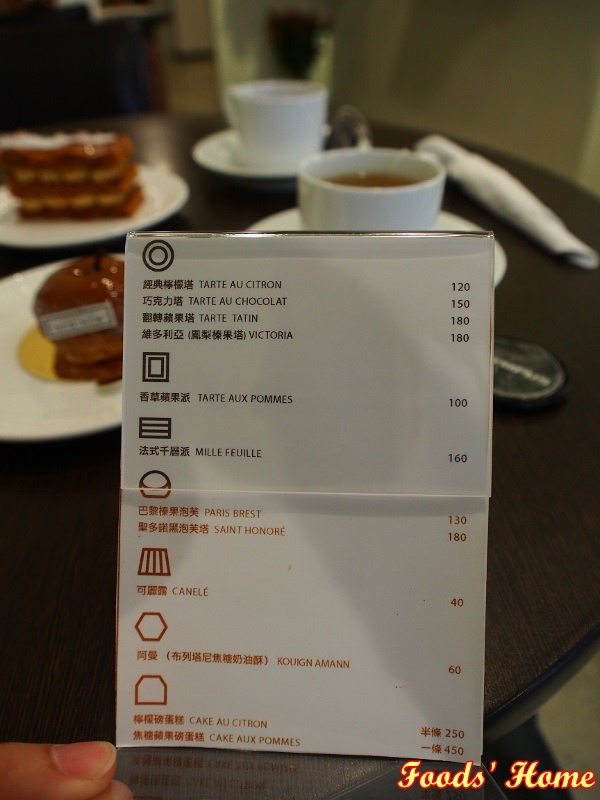 經典檸檬塔 TARTE AU CITRON 120
巧克力塔 TARTE AU CHOCOLAT 150
翻轉蘋果塔 TARTE TATIN 180
維多利亞 (鳳梨榛果塔) VICTORIA 180
香草蘋果派 TARTE AUX POMMES 100
法式千層派 MILLE FEUILLE 160
巴黎榛果泡芙 PARIS BREST 130
聖多諾黑泡芙塔 SAINT HONORÉ 180
可麗露 CANELÉ 40
阿曼 (布列塔尼焦糖奶油酥) KOUIGN AMANN 60
檸檬磅蛋糕 CAKE AU CITRON 半條 250
焦糖蘋果磅蛋糕 CAKE AUX POMMES 一條 450
Foods' Home